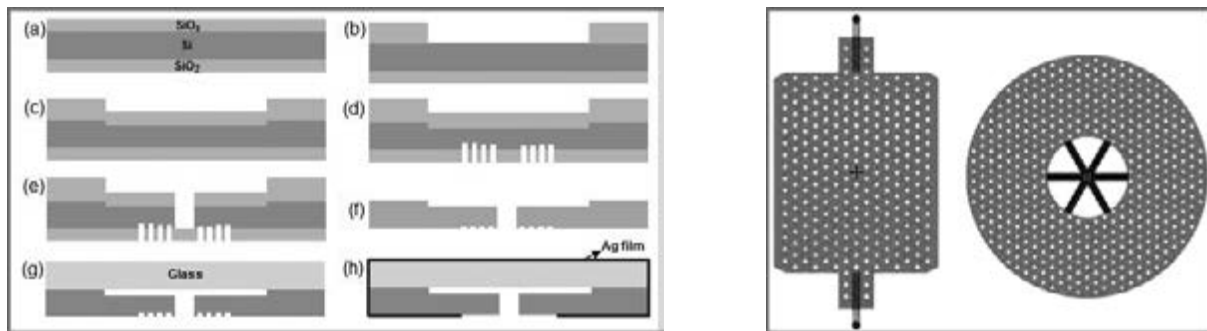 (a)
SiO₂
Si
SiO₂
(b)
(c)
(d)
(e)
(f)
Ag film
(g)
Glass
(h)